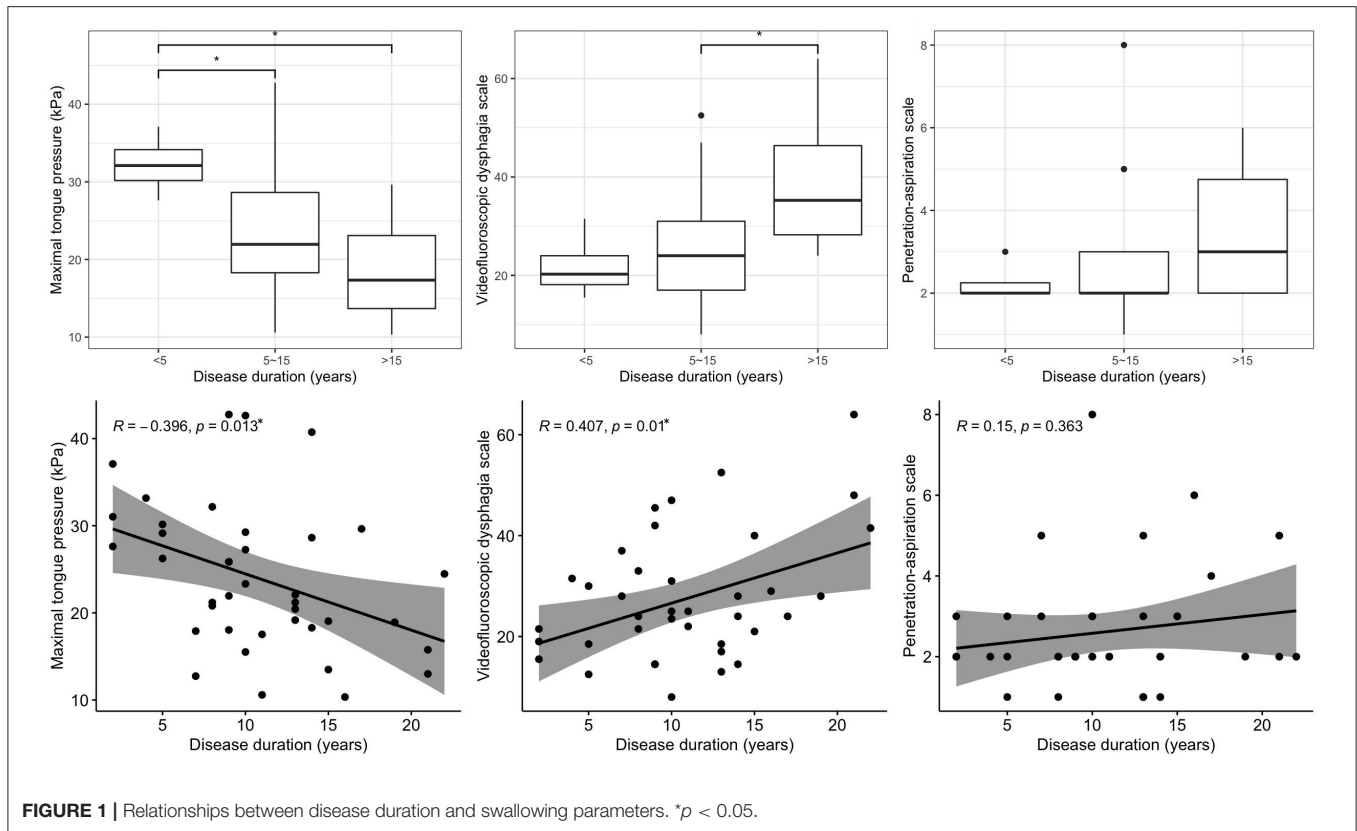 * *
*
Maximal tongue pressure (kPa)
40
30
20
10
<5 5~15 >15
Disease duration (years)
*
Videofluoroscopic dysphagia scale
60
40
20
<5 5~15 >15
Disease duration (years)
Penetration-aspiration scale
8
6
4
2
<5 5~15 >15
Disease duration (years)
R = −0.396, p = 0.013*
Maximal tongue pressure (kPa)
40
30
20
10
5 10 15 20
Disease duration (years)
R = 0.407, p = 0.01*
Videofluoroscopic dysphagia scale
60
40
20
5 10 15 20
Disease duration (years)
R = 0.15, p = 0.363
Penetration-aspiration scale
8
6
4
2
5 10 15 20
Disease duration (years)
FIGURE 1 | Relationships between disease duration and swallowing parameters. *p < 0.05.